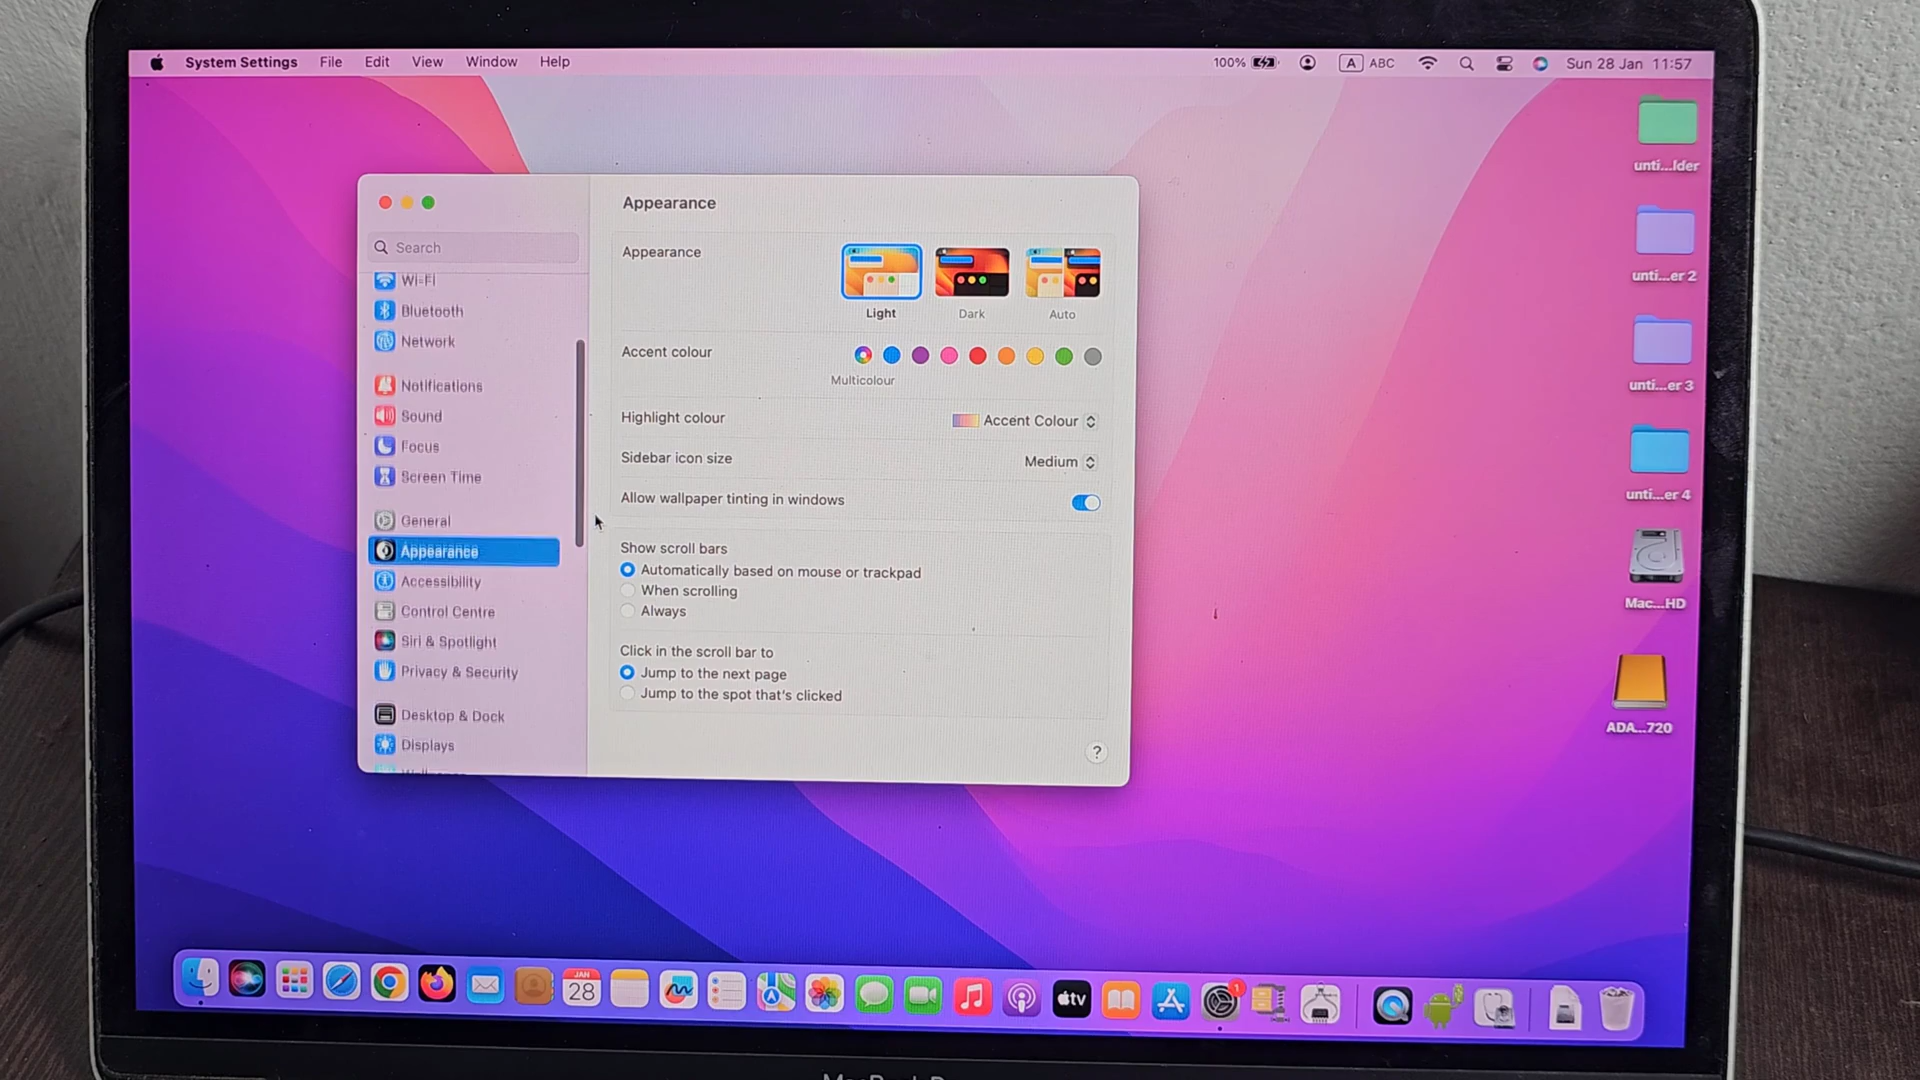 System Settings File Edit View Window Help 100% A ABC Sun 28 Jan 11:57
unti...lder
unti...er 2
unti...er 3
unti...er 4
Mac...HD
ADA...720
Search
Wi-Fi
Bluetooth
Network
Notifications
Sound
Focus
Screen Time
General
Appearance
Accessibility
Control Centre
Siri & Spotlight
Privacy & Security
Desktop & Dock
Displays
Appearance
Appearance
Light Dark Auto
Accent colour
Multicolour
Highlight colour Accent Colour
Sidebar icon size Medium
Allow wallpaper tinting in windows
Show scroll bars
Automatically based on mouse or trackpad
When scrolling
Always
Click in the scroll bar to
Jump to the next page
Jump to the spot that's clicked
?
JAN
28
tv
1